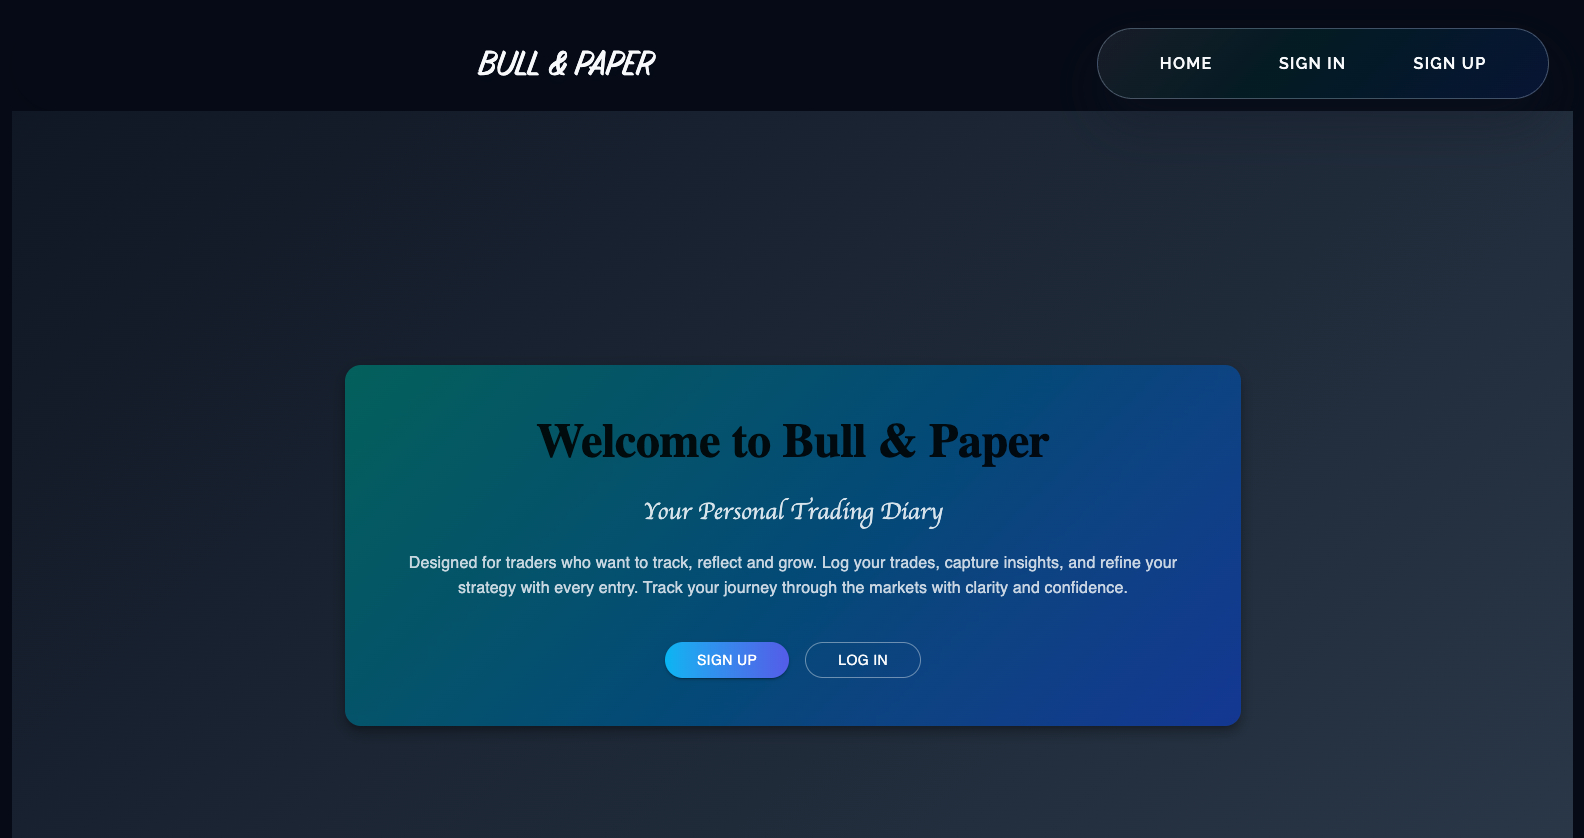 BULL & PAPER
HOME SIGN IN SIGN UP
Welcome to Bull & Paper
Your Personal Trading Diary
Designed for traders who want to track, reflect and grow. Log your trades, capture insights, and refine your
strategy with every entry. Track your journey through the markets with clarity and confidence.
SIGN UP LOG IN